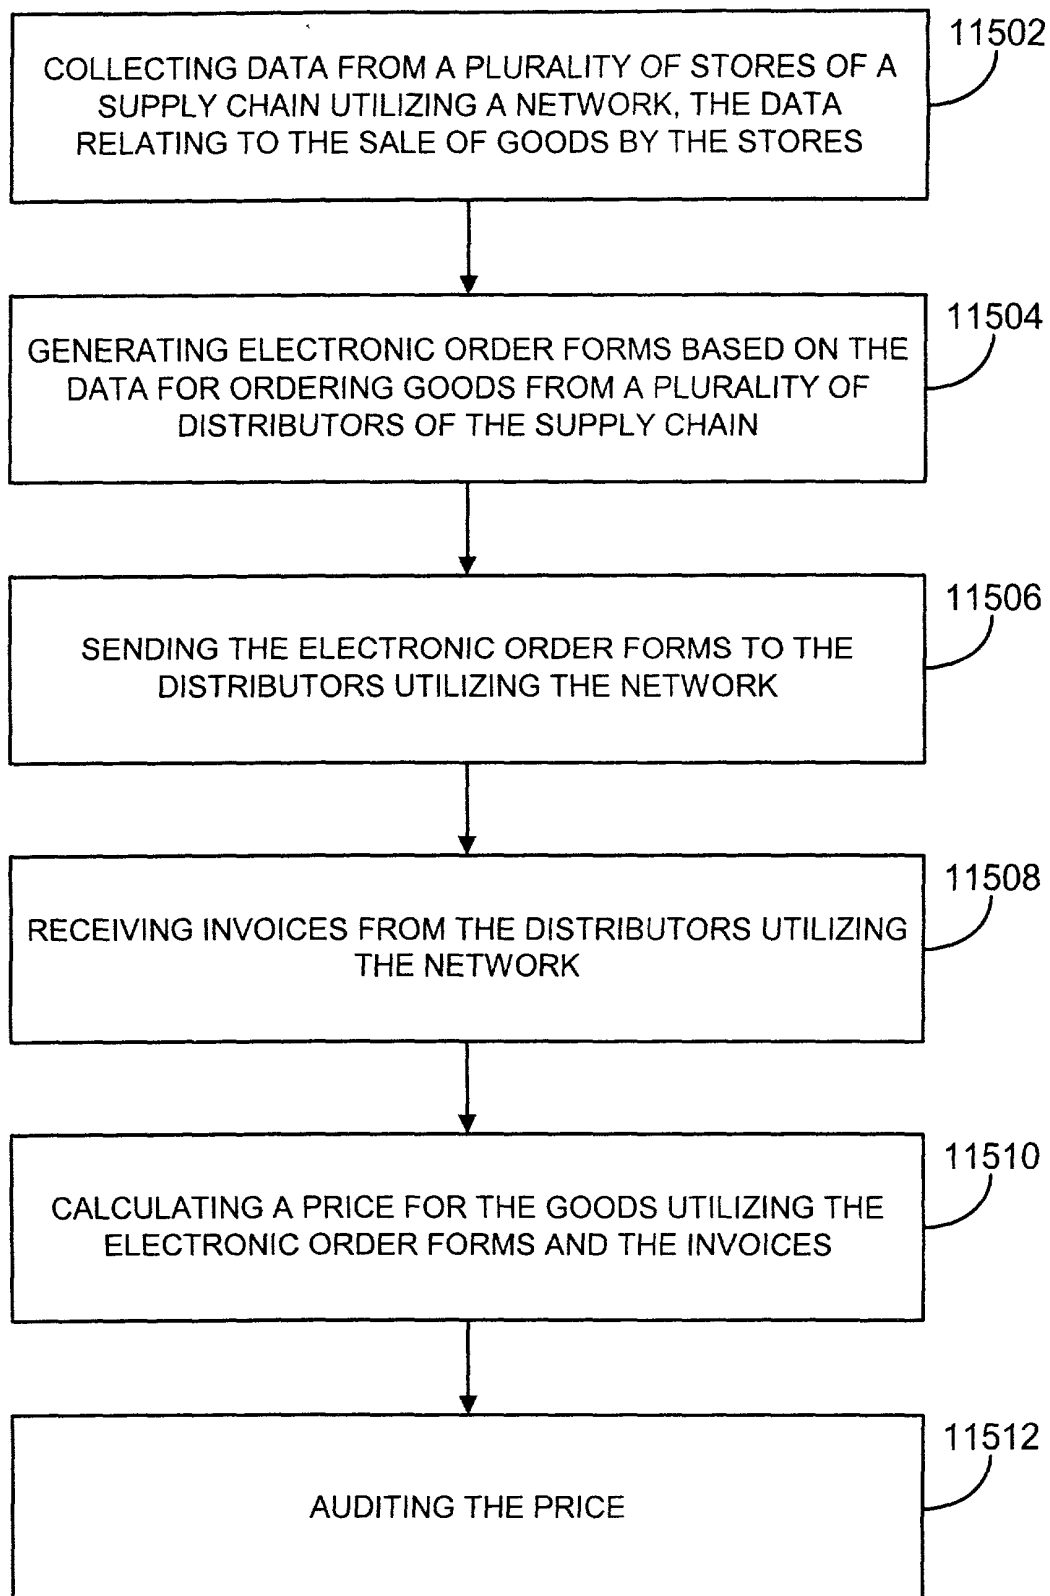 11502
COLLECTING DATA FROM A PLURALITY OF STORES OF A
SUPPLY CHAIN UTILIZING A NETWORK, THE DATA
RELATING TO THE SALE OF GOODS BY THE STORES
11504
GENERATING ELECTRONIC ORDER FORMS BASED ON THE
DATA FOR ORDERING GOODS FROM A PLURALITY OF
DISTRIBUTORS OF THE SUPPLY CHAIN
11506
SENDING THE ELECTRONIC ORDER FORMS TO THE
DISTRIBUTORS UTILIZING THE NETWORK
11508
RECEIVING INVOICES FROM THE DISTRIBUTORS UTILIZING
THE NETWORK
11510
CALCULATING A PRICE FOR THE GOODS UTILIZING THE
ELECTRONIC ORDER FORMS AND THE INVOICES
11512
AUDITING THE PRICE